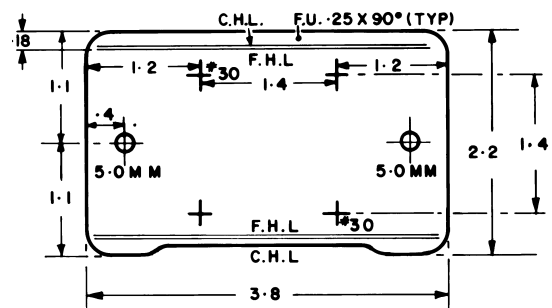 C.H.L. F.U. ·25 X 90° (TYP)
·18
F.H.L
1·2 #30 1·2
1·1 1·4
·4
5·0 M M 5·0 MM 2·2 1·4
1·1
F.H.L #30
C.H.L
3·8